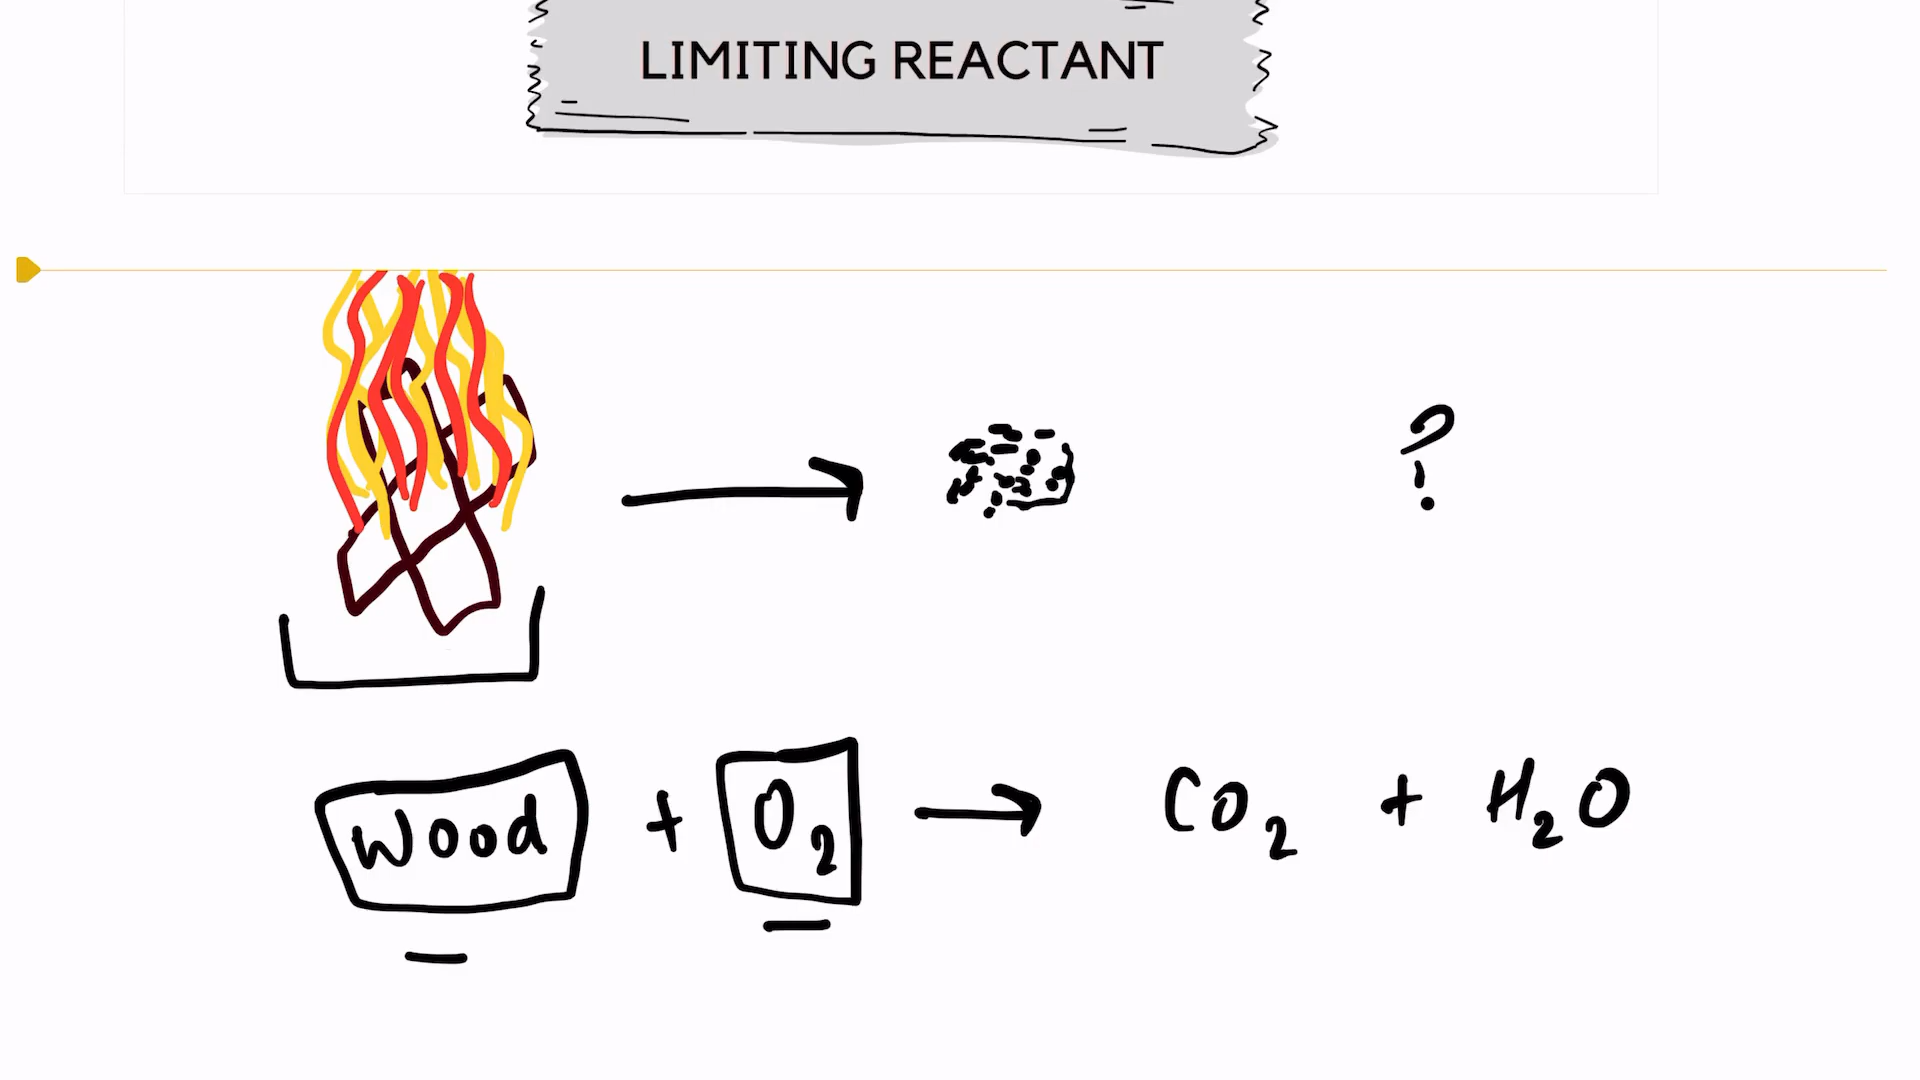 LIMITING REACTANT
?
Wood + O₂ → CO₂ + H₂O